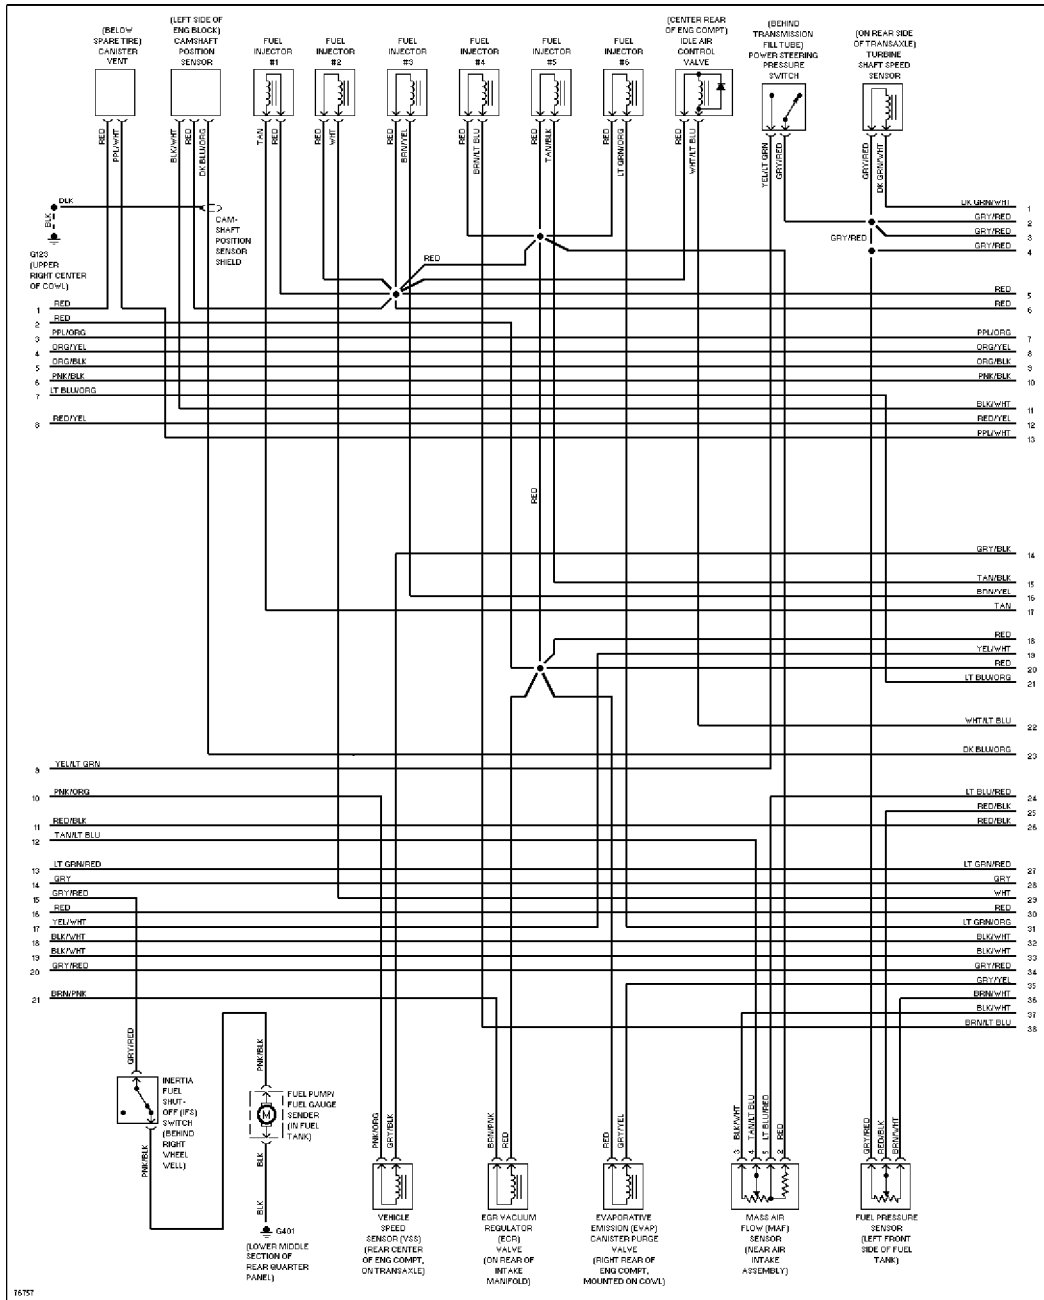 (BELOW
SPARE TIRE)
CANISTER
VENT
(LEFT SIDE OF
ENG BLOCK)
CAMSHAFT
POSITION
SENSOR
FUEL
INJECTOR
#1
FUEL
INJECTOR
#2
FUEL
INJECTOR
#3
FUEL
INJECTOR
#4
FUEL
INJECTOR
#5
FUEL
INJECTOR
#6
(CENTER REAR
OF ENG COMPT)
IDLE AIR
CONTROL
VALVE
(BEHIND
TRANSMISSION
FILL TUBE)
POWER STEERING
PRESSURE
SWITCH
(ON REAR SIDE
OF TRANSAXLE)
TURBINE
SHAFT SPEED
SENSOR
RED
PPL/WHT
BLK/WHT
RED
DK BLU/ORG
TAN
RED
RED
WHT
RED
BRN/YEL
RED
BRN/LT BLU
RED
TAN/BLK
RED
LT GRN/ORG
RED
WHT/LT BLU
YEL/LT GRN
GRY/RED
GRY/RED
DK GRN/WHT
BLK
BLK
CAM-
SHAFT
POSITION
SENSOR
SHIELD
G123
(UPPER
RIGHT CENTER
OF COWL)
RED
GRY/RED
RED
1 RED
2 RED
3 PPL/ORG
4 ORG/YEL
5 ORG/BLK
6 PNK/BLK
7 LT BLU/ORG
8 RED/YEL
9 YEL/LT GRN
10 PNK/ORG
11 RED/BLK
12 TAN/LT BLU
13 LT GRN/RED
14 GRY
15 GRY/RED
16 RED
17 YEL/WHT
18 BLK/WHT
19 BLK/WHT
20 GRY/RED
21 BRN/PNK
DK GRN/WHT 1
GRY/RED 2
GRY/RED 3
GRY/RED 4
RED 5
RED 6
PPL/ORG 7
ORG/YEL 8
ORG/BLK 9
PNK/BLK 10
BLK/WHT 11
RED/YEL 12
PPL/WHT 13
GRY/BLK 14
TAN/BLK 15
BRN/YEL 16
TAN 17
RED 18
YEL/WHT 19
RED 20
LT BLU/ORG 21
WHT/LT BLU 22
DK BLU/ORG 23
LT BLU/RED 24
RED/BLK 25
RED/BLK 26
LT GRN/RED 27
GRY 28
WHT 29
RED 30
LT GRN/ORG 31
BLK/WHT 32
BLK/WHT 33
GRY/RED 34
GRY/YEL 35
BRN/WHT 36
BLK/WHT 37
BRN/LT BLU 38
GRY/RED
INERTIA
FUEL
SHUT-
OFF (IFS)
SWITCH
(BEHIND
RIGHT
WHEEL
WELL)
PNK/BLK
PNK/BLK
M
FUEL PUMP/
FUEL GAUGE
SENDER
(IN FUEL
TANK)
BLK
BLK
G401
(LOWER MIDDLE
SECTION OF
REAR QUARTER
PANEL)
PNK/ORG
GRY/BLK
VEHICLE
SPEED
SENSOR (VSS)
(REAR CENTER
OF ENG COMPT,
ON TRANSAXLE)
BRN/PNK
RED
EGR VACUUM
REGULATOR
(ECR)
VALVE
(ON REAR OF
INTAKE
MANIFOLD)
RED
GRY/YEL
EVAPORATIVE
EMISSION (EVAP)
CANISTER PURGE
VALVE
(RIGHT REAR OF
ENG COMPT,
MOUNTED ON COWL)
BLK/WHT
TAN/LT BLU
LT BLU/RED
RED
3 4 5 2
MASS AIR
FLOW (MAF)
SENSOR
(NEAR AIR
INTAKE
ASSEMBLY)
GRY/RED
RED/BLK
BRN/WHT
FUEL PRESSURE
SENSOR
(LEFT FRONT
SIDE OF FUEL
TANK)
76757